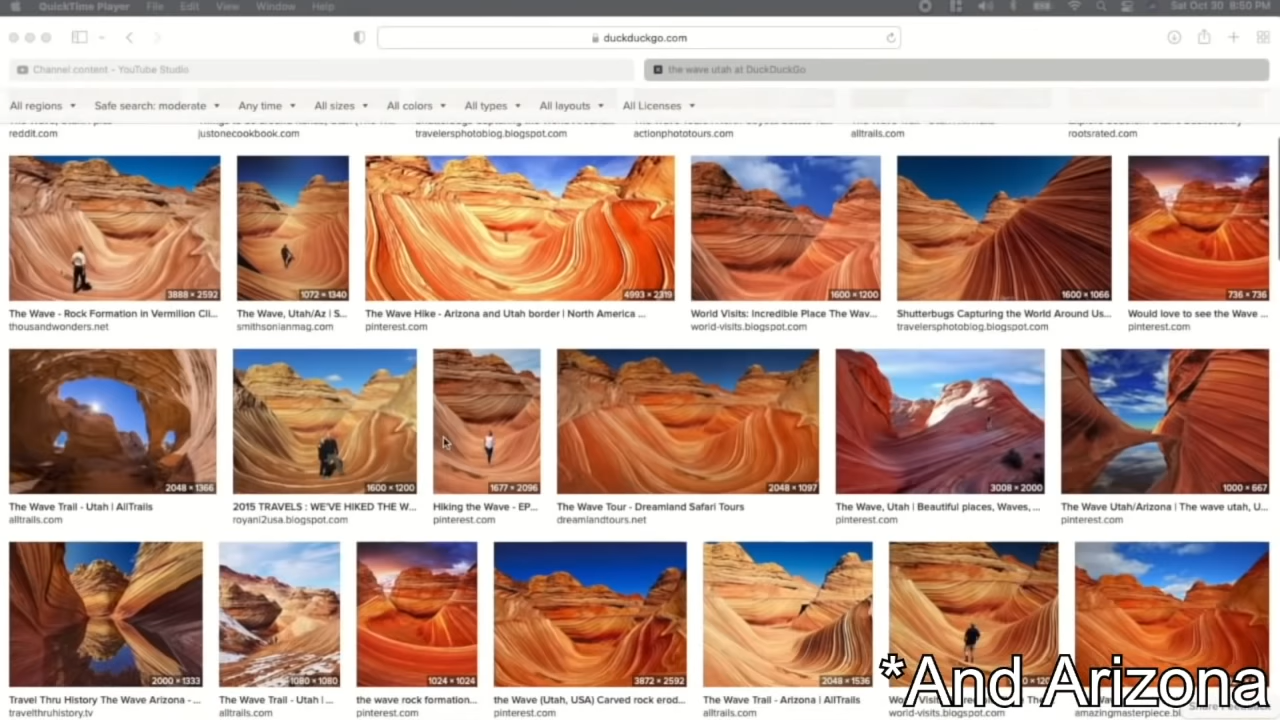 QuickTime Player File Edit View Window Help Sat Oct 30 8:50 PM
duckduckgo.com
Channel content - YouTube Studio the wave utah at DuckDuckGo
All regions Safe search: moderate Any time All sizes All colors All types All layouts All Licenses
reddit.com justonecookbook.com travelersphotoblog.blogspot.com actionphototours.com alltrails.com rootsrated.com
3888 × 2592 1072 × 1340 4993 × 2319 1600 × 1200 1600 × 1066 736 × 736
The Wave - Rock Formation in Vermilion Cli... The Wave, Utah/Az | S... The Wave Hike - Arizona and Utah border | North America ... World Visits: Incredible Place The Wav... Shutterbugs Capturing the World Around Us... Would love to see the Wave ...
thousandwonders.net smithsonianmag.com pinterest.com world-visits.blogspot.com travelersphotoblog.blogspot.com pinterest.com
2048 × 1366 1600 × 1200 1677 × 2096 2048 × 1097 3008 × 2000 1000 × 667
The Wave Trail - Utah | AllTrails 2015 TRAVELS : WE'VE HIKED THE W... Hiking the Wave - EP... The Wave Tour - Dreamland Safari Tours The Wave, Utah | Beautiful places, Waves, ... The Wave Utah/Arizona | The wave utah, U...
alltrails.com royani2usa.blogspot.com pinterest.com dreamlandtours.net pinterest.com pinterest.com
2000 × 1333 1080 × 1080 1024 × 1024 3872 × 2592 2048 × 1536
*And Arizona
Travel Thru History The Wave Arizona - ... The Wave Trail - Utah | ... the wave rock formation... the Wave (Utah, USA) Carved rock erod... The Wave Trail - Arizona | AllTrails
travelthruhistory.tv alltrails.com pinterest.com pinterest.com alltrails.com world-visits.blogspot.com Share Feedback